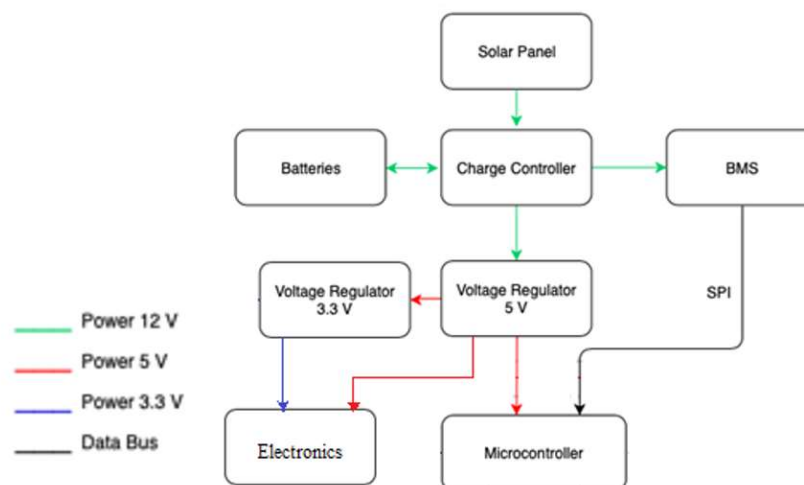 Solar Panel
Batteries
Charge Controller
BMS
Voltage Regulator
3.3 V
Voltage Regulator
5 V
SPI
Power 12 V
Power 5 V
Power 3.3 V
Data Bus
Electronics
Microcontroller